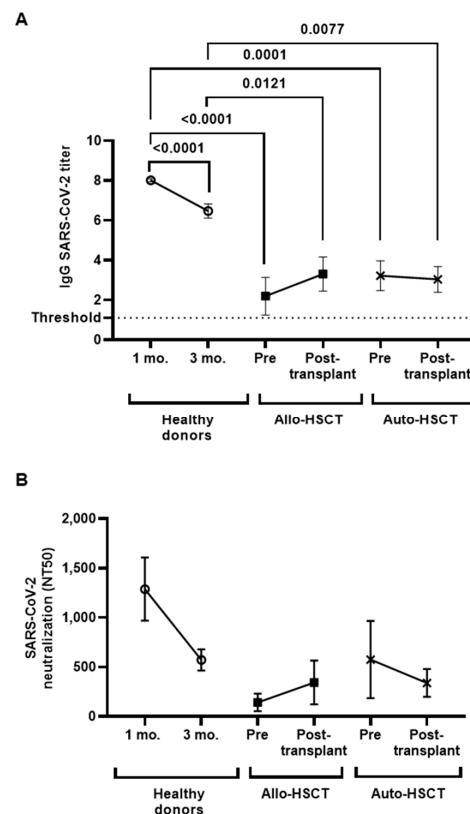 A
0.0077
0.0001
0.0121
<0.0001
<0.0001
IgG SARS-CoV-2 titer
10
8
6
4
2
Threshold
0
1 mo. 3 mo. Pre Post-transplant Pre Post-transplant
Healthy donors Allo-HSCT Auto-HSCT
B
SARS-CoV-2
neutralization (NT50)
2,000
1,500
1,000
500
0
1 mo. 3 mo. Pre Post-transplant Pre Post-transplant
Healthy donors Allo-HSCT Auto-HSCT